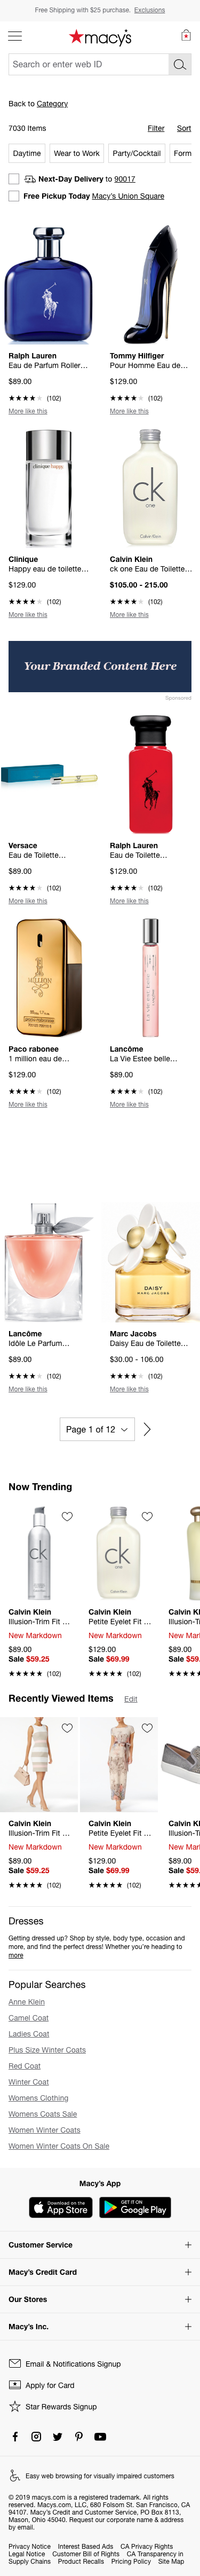 Free Shipping with $25 purchase. Exclusions
★macy's
Search or enter web ID
Back to Category
7030 Items Filter Sort
Daytime Wear to Work Party/Cocktail Form
Next-Day Delivery to 90017
Free Pickup Today Macy's Union Square
Ralph Lauren
Eau de Parfum Roller…
$89.00
★★★★★ (102)
More like this
Tommy Hilfiger
Pour Homme Eau de…
$129.00
★★★★★ (102)
More like this
clinique happy.
Clinique
Happy eau de toilette…
$129.00
★★★★★ (102)
More like this
ck
one
Calvin Klein
Calvin Klein
ck one Eau de Toilette…
$105.00 - 215.00
★★★★★ (102)
More like this
Your Branded Content Here
Sponsored
Versace
Eau de Toilette…
$89.00
★★★★★ (102)
More like this
Ralph Lauren
Eau de Toilette…
$129.00
★★★★★ (102)
More like this
Paco rabonee
1 million eau de…
$129.00
★★★★★ (102)
More like this
Lancôme
La Vie Estee belle…
$89.00
★★★★★ (102)
More like this
Lancôme
Idôle Le Parfum…
$89.00
★★★★★ (102)
More like this
DAISY
MARC JACOBS
Marc Jacobs
Daisy Eau de Toilette…
$30.00 - 106.00
★★★★★ (102)
More like this
Page 1 of 12
Now Trending
ck
ck
one
Calvin Klein
Illusion-Trim Fit …
New Markdown
$89.00
Sale $59.25
★★★★★ (102)
Calvin Klein
Petite Eyelet Fit …
New Markdown
$129.00
Sale $69.99
★★★★★ (102)
Calvin Kl
Illusion-Tr
New Mark
$89.00
Sale $59.
★★★★★
Recently Viewed Items Edit
Calvin Klein
Illusion-Trim Fit …
New Markdown
$89.00
Sale $59.25
★★★★★ (102)
Calvin Klein
Petite Eyelet Fit …
New Markdown
$129.00
Sale $69.99
★★★★★ (102)
Calvin Kl
Illusion-Tr
New Mark
$89.00
Sale $59.
★★★★★
Dresses
Getting dressed up? Shop by style, body type, occasion and
more, and find the perfect dress! Whether you're heading to
more
Popular Searches
Anne Klein
Camel Coat
Ladies Coat
Plus Size Winter Coats
Red Coat
Winter Coat
Womens Clothing
Womens Coats Sale
Women Winter Coats
Women Winter Coats On Sale
Macy's App
Download on the
App Store
GET IT ON
Google Play
Customer Service
Macy's Credit Card
Our Stores
Macy's Inc.
Email & Notifications Signup
Apply for Card
Star Rewards Signup
Easy web browsing for visually impaired customers
© 2019 macys.com is a registered trademark. All rights
reserved. Macys.com, LLC, 680 Folsom St. San Francisco, CA
94107. Macy's Credit and Customer Service, PO Box 8113,
Mason, Ohio 45040. Request our corporate name & address
by email.
Privacy Notice Interest Based Ads CA Privacy Rights
Legal Notice Customer Bill of Rights CA Transparency in
Supply Chains Product Recalls Pricing Policy Site Map